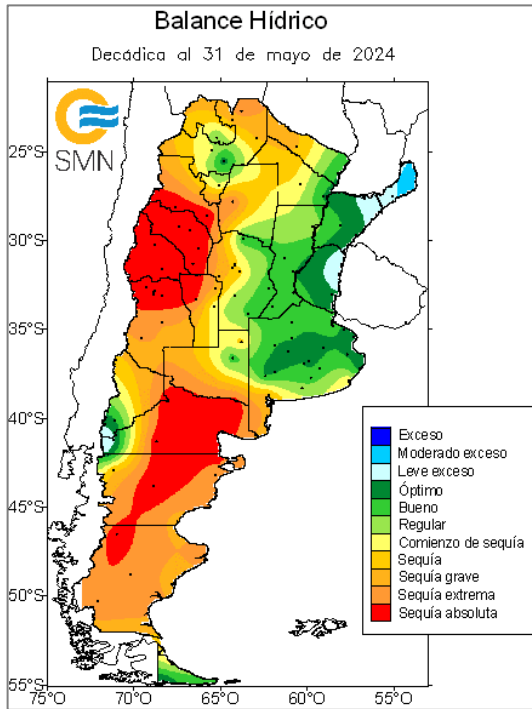 Balance Hídrico
Decádica al 31 de mayo de 2024
SMN
25°S
30°S
35°S
40°S
45°S
50°S
55°S
75°O
70°O
65°O
60°O
55°O
Exceso
Moderado exceso
Leve exceso
Óptimo
Bueno
Regular
Comienzo de sequía
Sequía
Sequía grave
Sequía extrema
Sequía absoluta